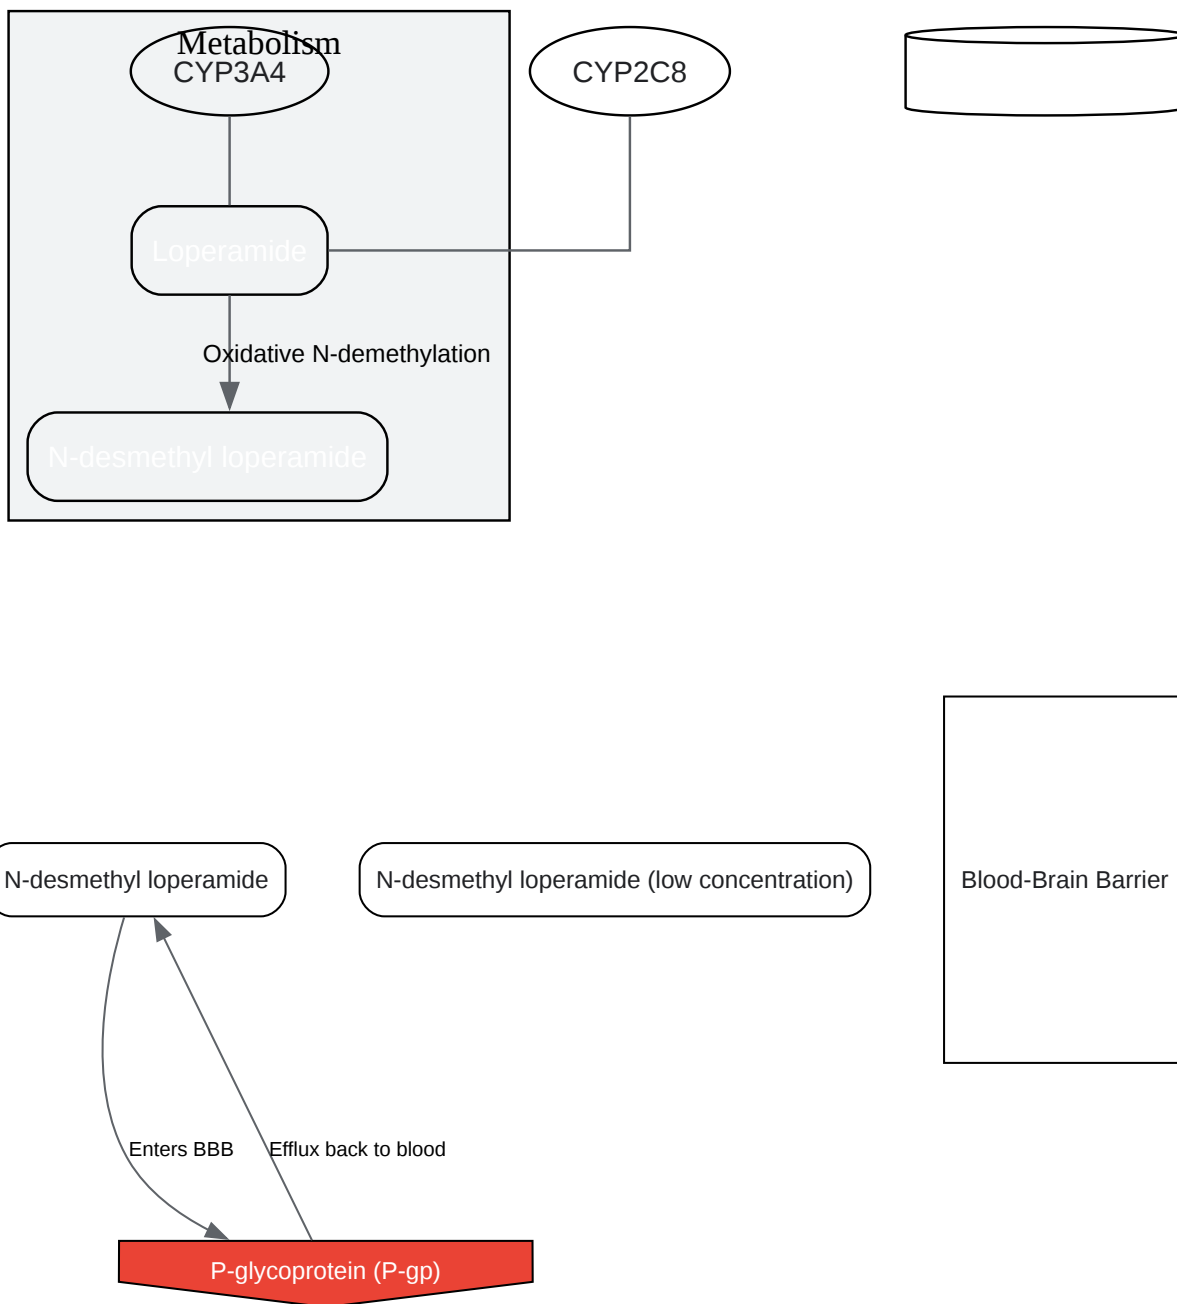 Metabolism
CYP3A4
CYP2C8
Loperamide
Oxidative N-demethylation
N-desmethyl loperamide
N-desmethyl loperamide
N-desmethyl loperamide (low concentration)
Blood-Brain Barrier
Enters BBB
Efflux back to blood
P-glycoprotein (P-gp)